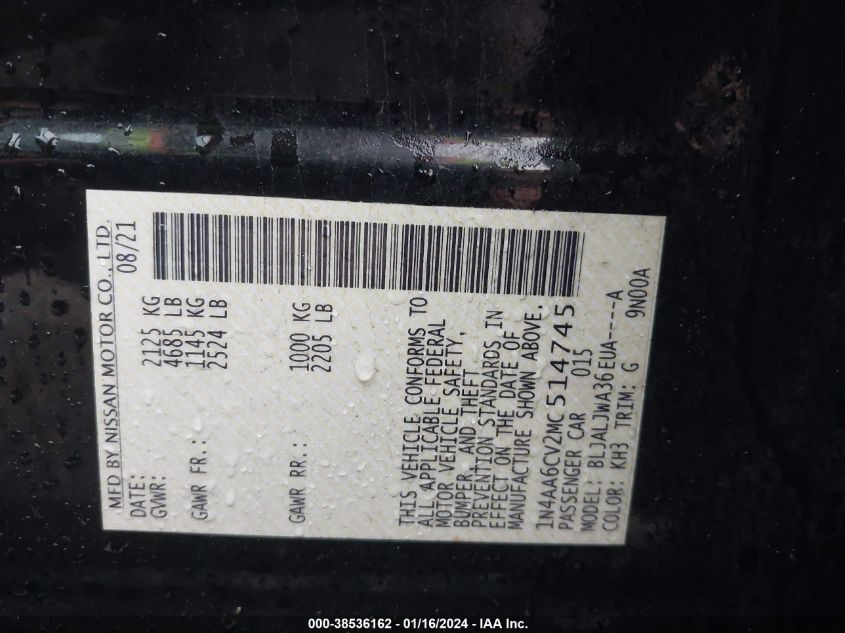 MFD BY NISSAN MOTOR CO., LTD.
DATE: 08/21
GVWR: 2125 KG
4685 LB
GAWR FR.: 1145 KG
2524 LB
GAWR RR.: 1000 KG
2205 LB
THIS VEHICLE CONFORMS TO
ALL APPLICABLE FEDERAL
MOTOR VEHICLE SAFETY,
BUMPER, AND THEFT
PREVENTION STANDARDS IN
EFFECT ON THE DATE OF
MANUFACTURE SHOWN ABOVE.
1N4AA6CV2MC514745
PASSENGER CAR 015
MODEL: BLJALJWA36EUA----A
COLOR: KH3 TRIM: G 9N00A
000-38536162 - 01/16/2024 - IAA Inc.